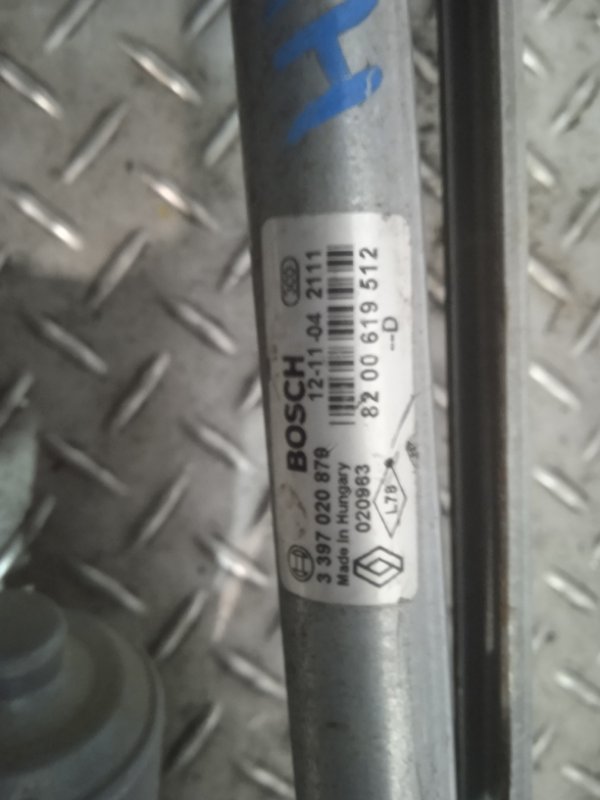 H
BOSCH
3 397 020 879
12-11-04 2111
Made in Hungary
020963
82 00 619 512
--D
L78